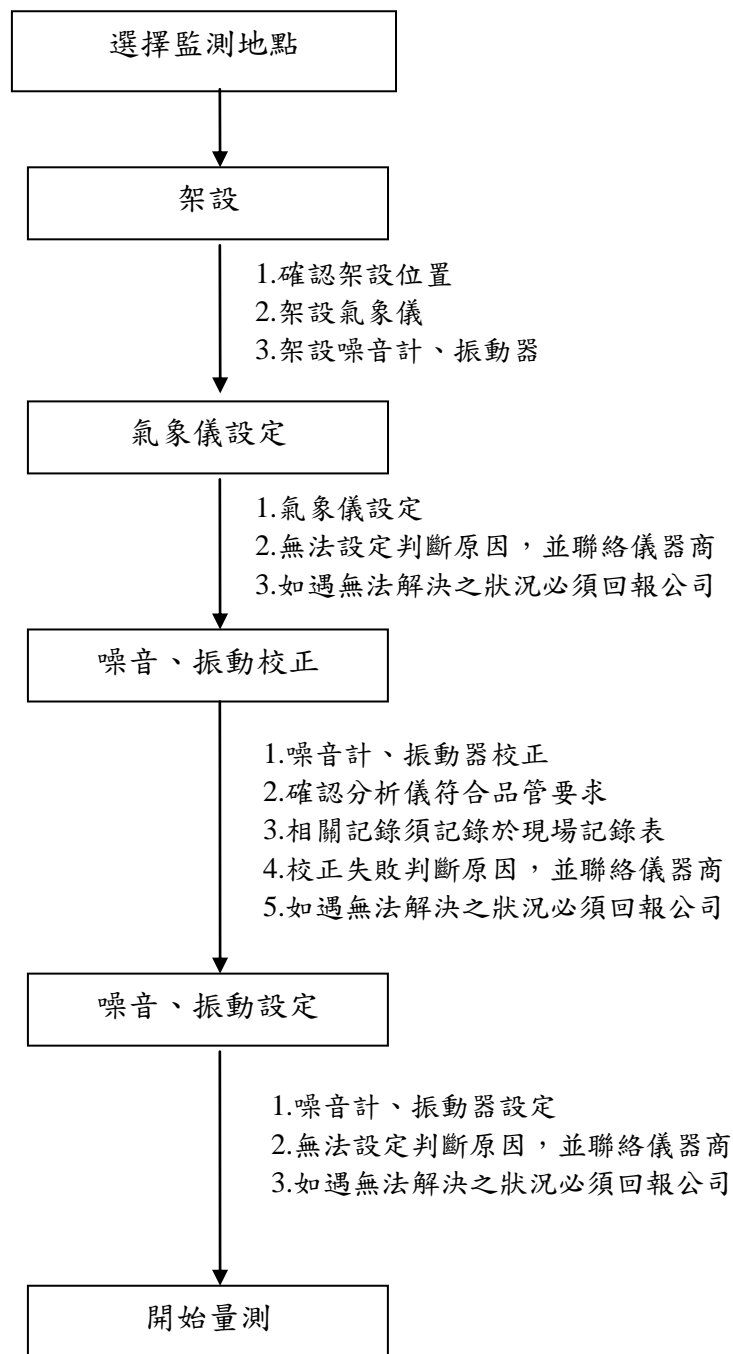 選擇監測地點
架設
1.確認架設位置
2.架設氣象儀
3.架設噪音計、振動器
氣象儀設定
1.氣象儀設定
2.無法設定判斷原因，並聯絡儀器商
3.如遇無法解決之狀況必須回報公司
噪音、振動校正
1.噪音計、振動器校正
2.確認分析儀符合品管要求
3.相關記錄須記錄於現場記錄表
4.校正失敗判斷原因，並聯絡儀器商
5.如遇無法解決之狀況必須回報公司
噪音、振動設定
1.噪音計、振動器設定
2.無法設定判斷原因，並聯絡儀器商
3.如遇無法解決之狀況必須回報公司
開始量測